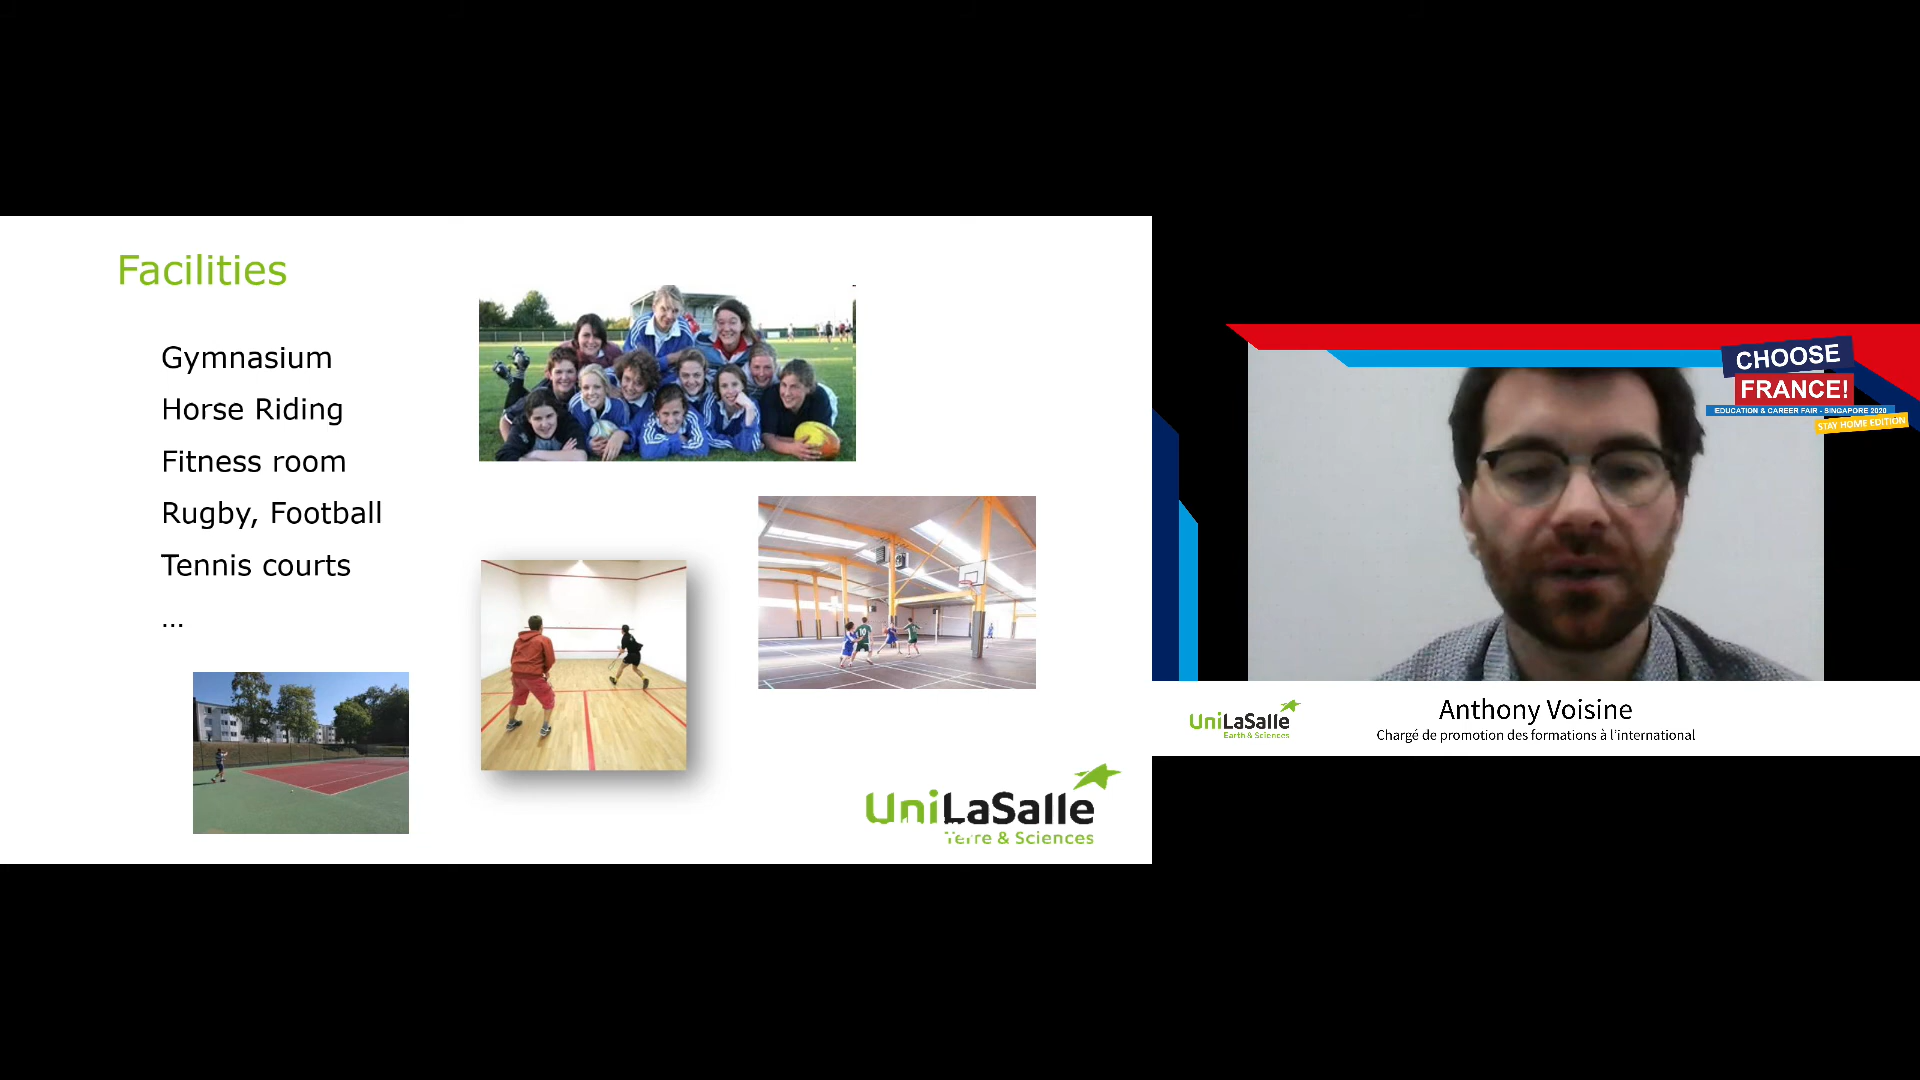 Facilities
Gymnasium
Horse Riding
Fitness room
Rugby, Football
Tennis courts
...
UniLaSalle
Terre & Sciences
CHOOSE
FRANCE!
EDUCATION & CAREER FAIR - SINGAPORE 2020
STAY HOME EDITION
UniLaSalle
Earth & Sciences
Anthony Voisine
Chargé de promotion des formations à l'international